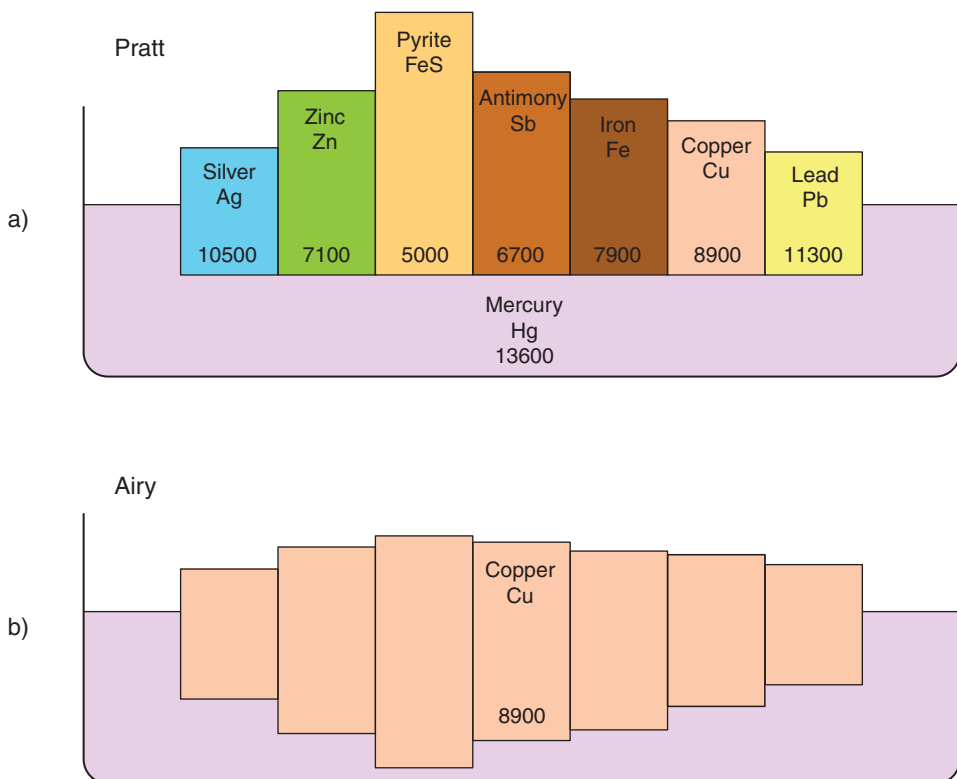 Pratt
a)
Silver
Ag
10500
Zinc
Zn
7100
Pyrite
FeS
5000
Antimony
Sb
6700
Iron
Fe
7900
Copper
Cu
8900
Lead
Pb
11300
Mercury
Hg
13600
Airy
b)
Copper
Cu
8900